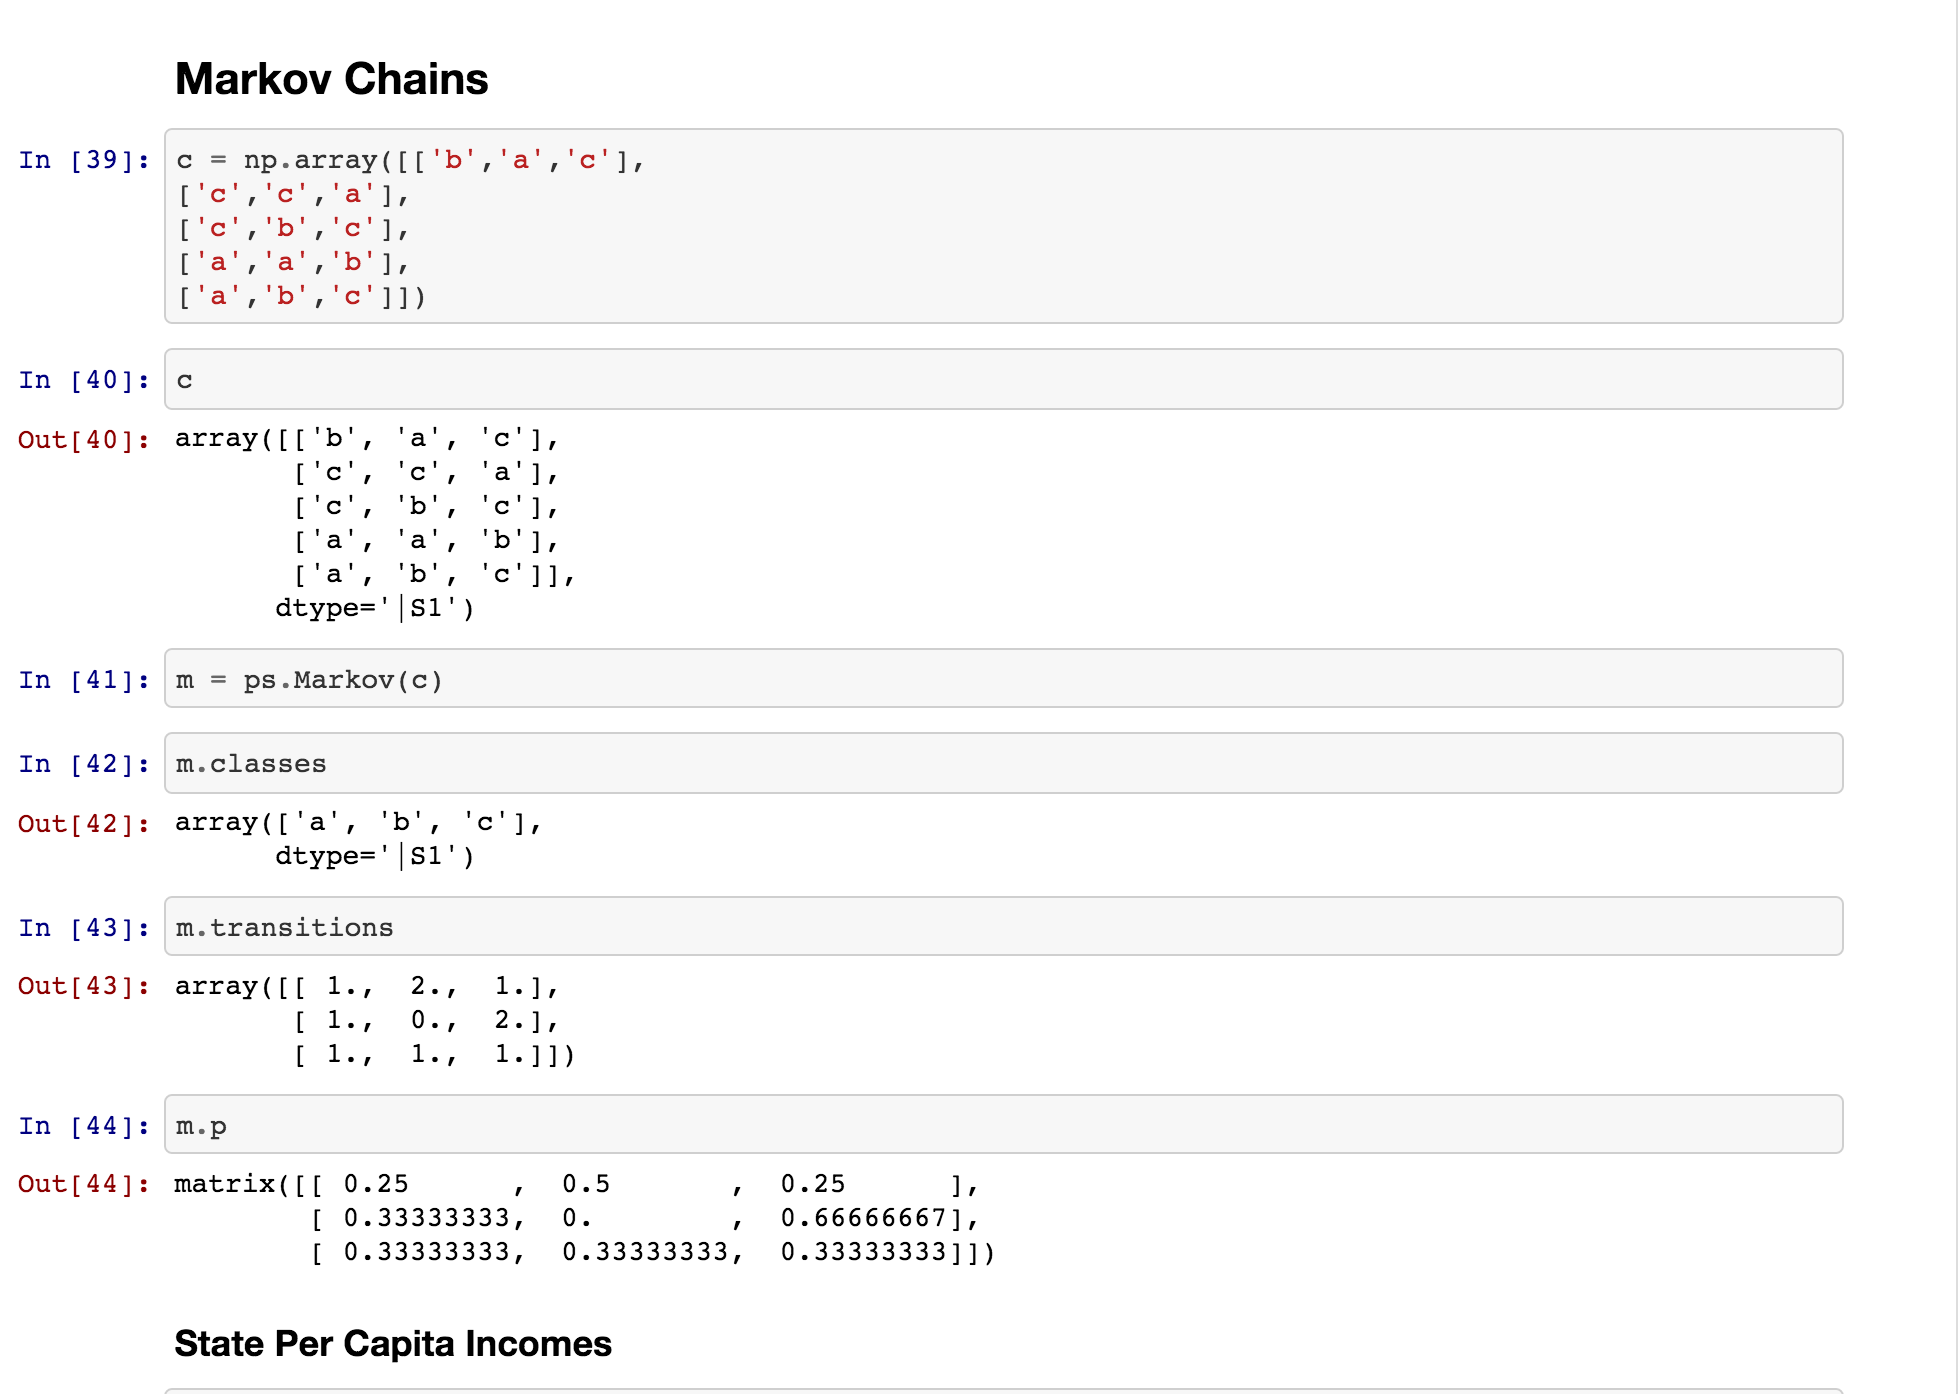 Markov Chains
In [39]: c = np.array([['b','a','c'],
['c','c','a'],
['c','b','c'],
['a','a','b'],
['a','b','c']])
In [40]: c
Out[40]: array([['b', 'a', 'c'],
       ['c', 'c', 'a'],
       ['c', 'b', 'c'],
       ['a', 'a', 'b'],
       ['a', 'b', 'c']],
      dtype='|S1')
In [41]: m = ps.Markov(c)
In [42]: m.classes
Out[42]: array(['a', 'b', 'c'],
      dtype='|S1')
In [43]: m.transitions
Out[43]: array([[ 1.,  2.,  1.],
       [ 1.,  0.,  2.],
       [ 1.,  1.,  1.]])
In [44]: m.p
Out[44]: matrix([[ 0.25      ,  0.5       ,  0.25      ],
        [ 0.33333333,  0.        ,  0.66666667],
        [ 0.33333333,  0.33333333,  0.33333333]])
State Per Capita Incomes